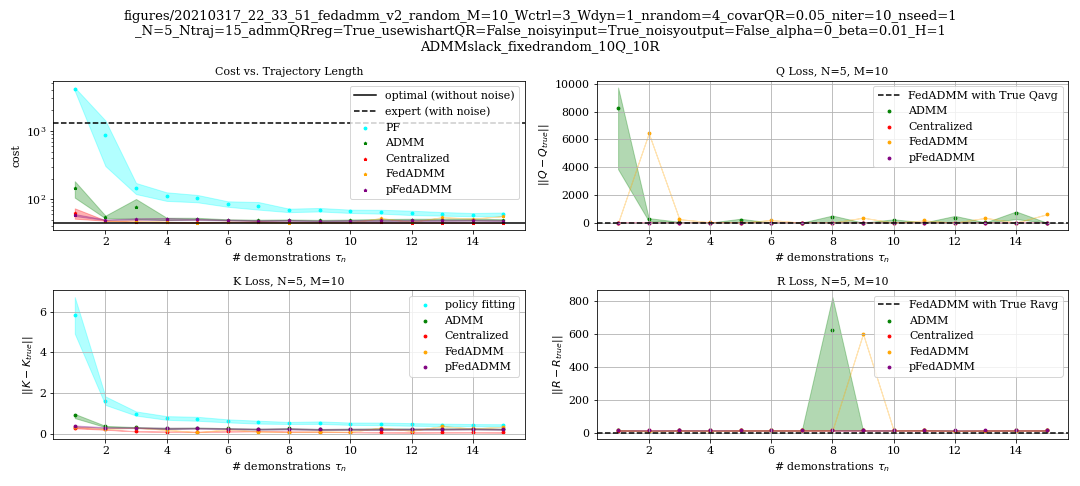 figures/20210317_22_33_51_fedadmm_v2_random_M=10_Wctrl=3_Wdyn=1_nrandom=4_covarQR=0.05_niter=10_nseed=1
_N=5_Ntraj=15_admmQRreg=True_usewishartQR=False_noisyinput=True_noisyoutput=False_alpha=0_beta=0.01_H=1
ADMMslack_fixedrandom_10Q_10R
Cost vs. Trajectory Length
cost
10³
10²
optimal (without noise)
expert (with noise)
PF
ADMM
Centralized
FedADMM
pFedADMM
2 4 6 8 10 12 14
# demonstrations τₙ
Q Loss, N=5, M=10
||Q − Q_true||
10000
8000
6000
4000
2000
0
FedADMM with True Qavg
ADMM
Centralized
FedADMM
pFedADMM
2 4 6 8 10 12 14
# demonstrations τₙ
K Loss, N=5, M=10
||K − K_true||
6
4
2
0
policy fitting
ADMM
Centralized
FedADMM
pFedADMM
2 4 6 8 10 12 14
# demonstrations τₙ
R Loss, N=5, M=10
||R − R_true||
800
600
400
200
0
FedADMM with True Ravg
ADMM
Centralized
FedADMM
pFedADMM
2 4 6 8 10 12 14
# demonstrations τₙ